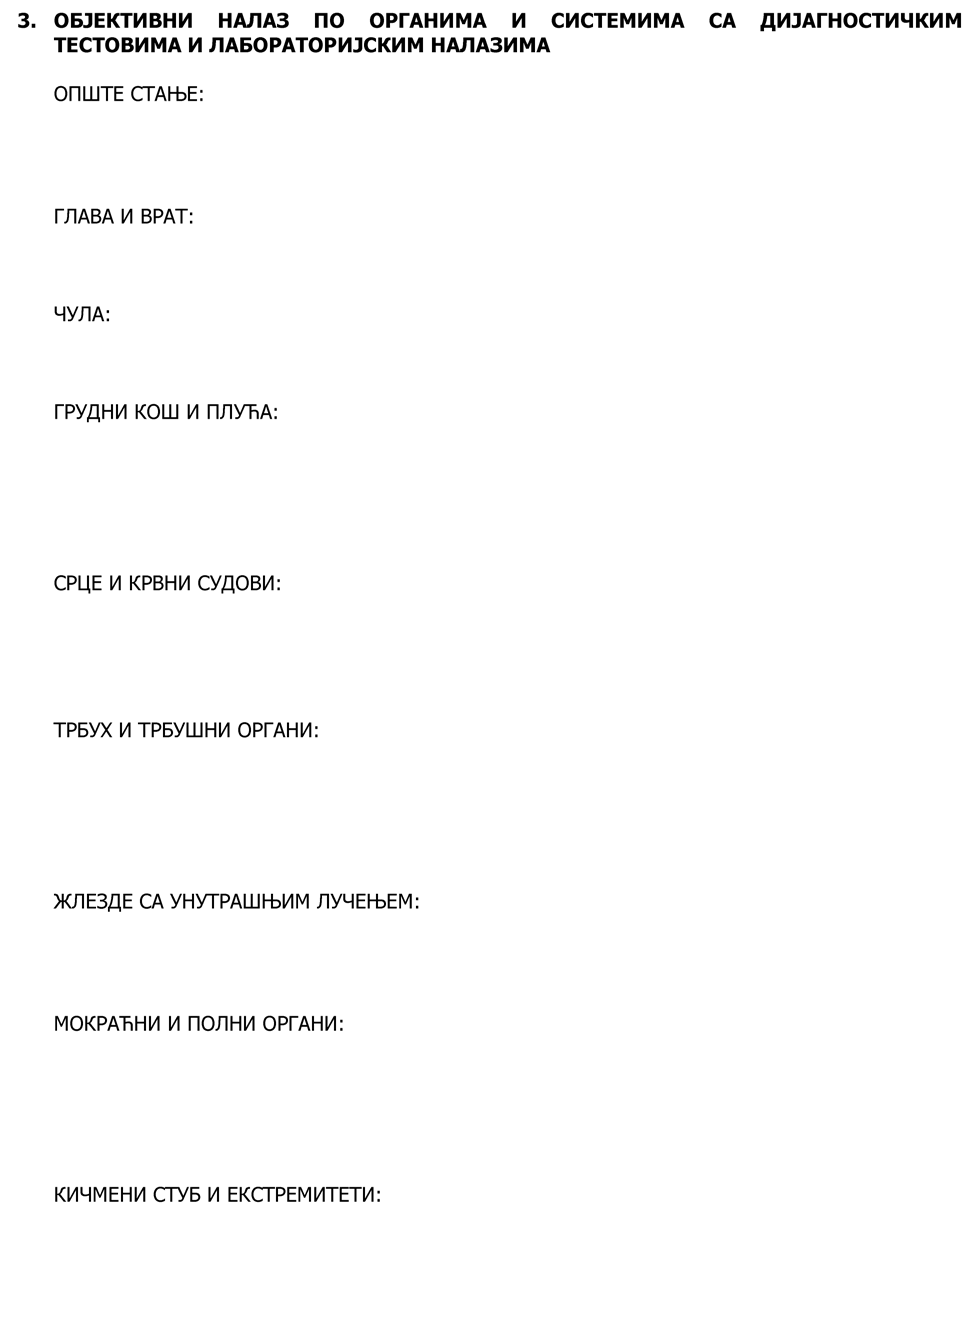 3. ОБЈЕКТИВНИ НАЛАЗ ПО ОРГАНИМА И СИСТЕМИМА СА ДИЈАГНОСТИЧКИМ
ТЕСТОВИМА И ЛАБОРАТОРИЈСКИМ НАЛАЗИМА
ОПШТЕ СТАЊЕ:
ГЛАВА И ВРАТ:
ЧУЛА:
ГРУДНИ КОШ И ПЛУЋА:
СРЦЕ И КРВНИ СУДОВИ:
ТРБУХ И ТРБУШНИ ОРГАНИ:
ЖЛЕЗДЕ СА УНУТРАШЊИМ ЛУЧЕЊЕМ:
МОКРАЋНИ И ПОЛНИ ОРГАНИ:
КИЧМЕНИ СТУБ И ЕКСТРЕМИТЕТИ: